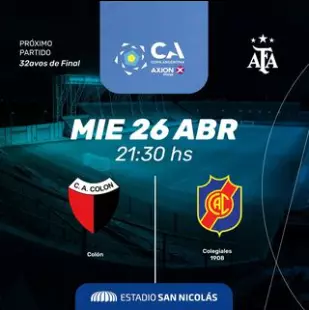 PRÓXIMO
PARTIDO
32avos de Final
CA
COPA ARGENTINA
AXION
AFA
MIE 26 ABR
21:30 hs
C. A. COLON
CAC
Colón
Colegiales
1908
ESTADIO SAN NICOLÁS